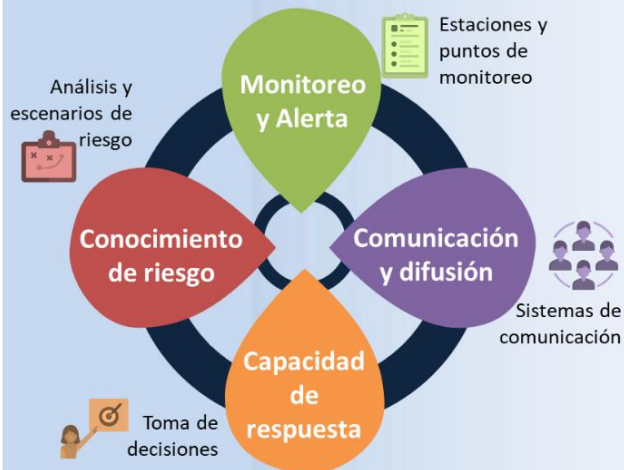 Estaciones y
puntos de
monitoreo
Monitoreo
y Alerta
Análisis y
escenarios de
riesgo
Conocimiento
de riesgo
Comunicación
y difusión
Sistemas de
comunicación
Capacidad
de
respuesta
Toma de
decisiones